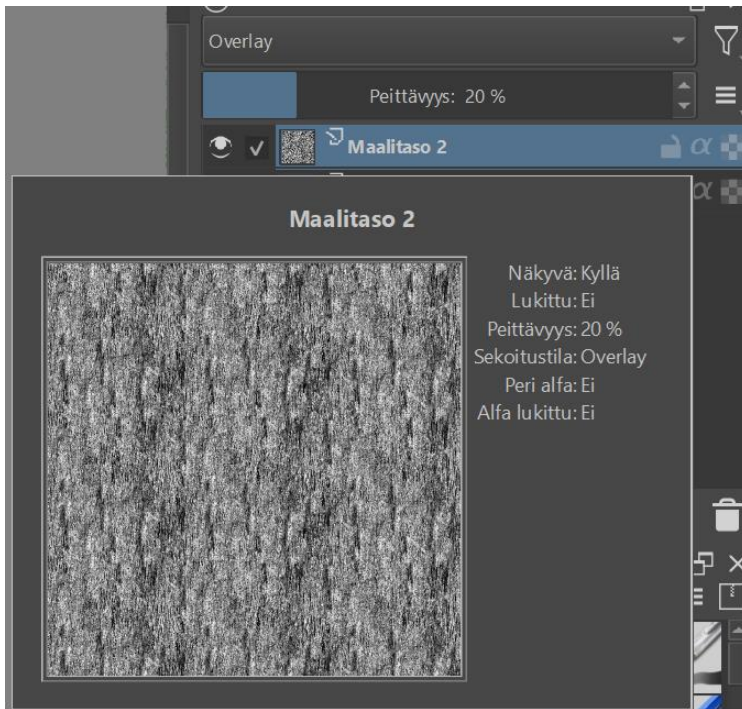 Overlay
Peittävyys: 20 %
Maalitaso 2
Maalitaso 2
Näkyvä: Kyllä
Lukittu: Ei
Peittävyys: 20 %
Sekoitustila: Overlay
Peri alfa: Ei
Alfa lukittu: Ei